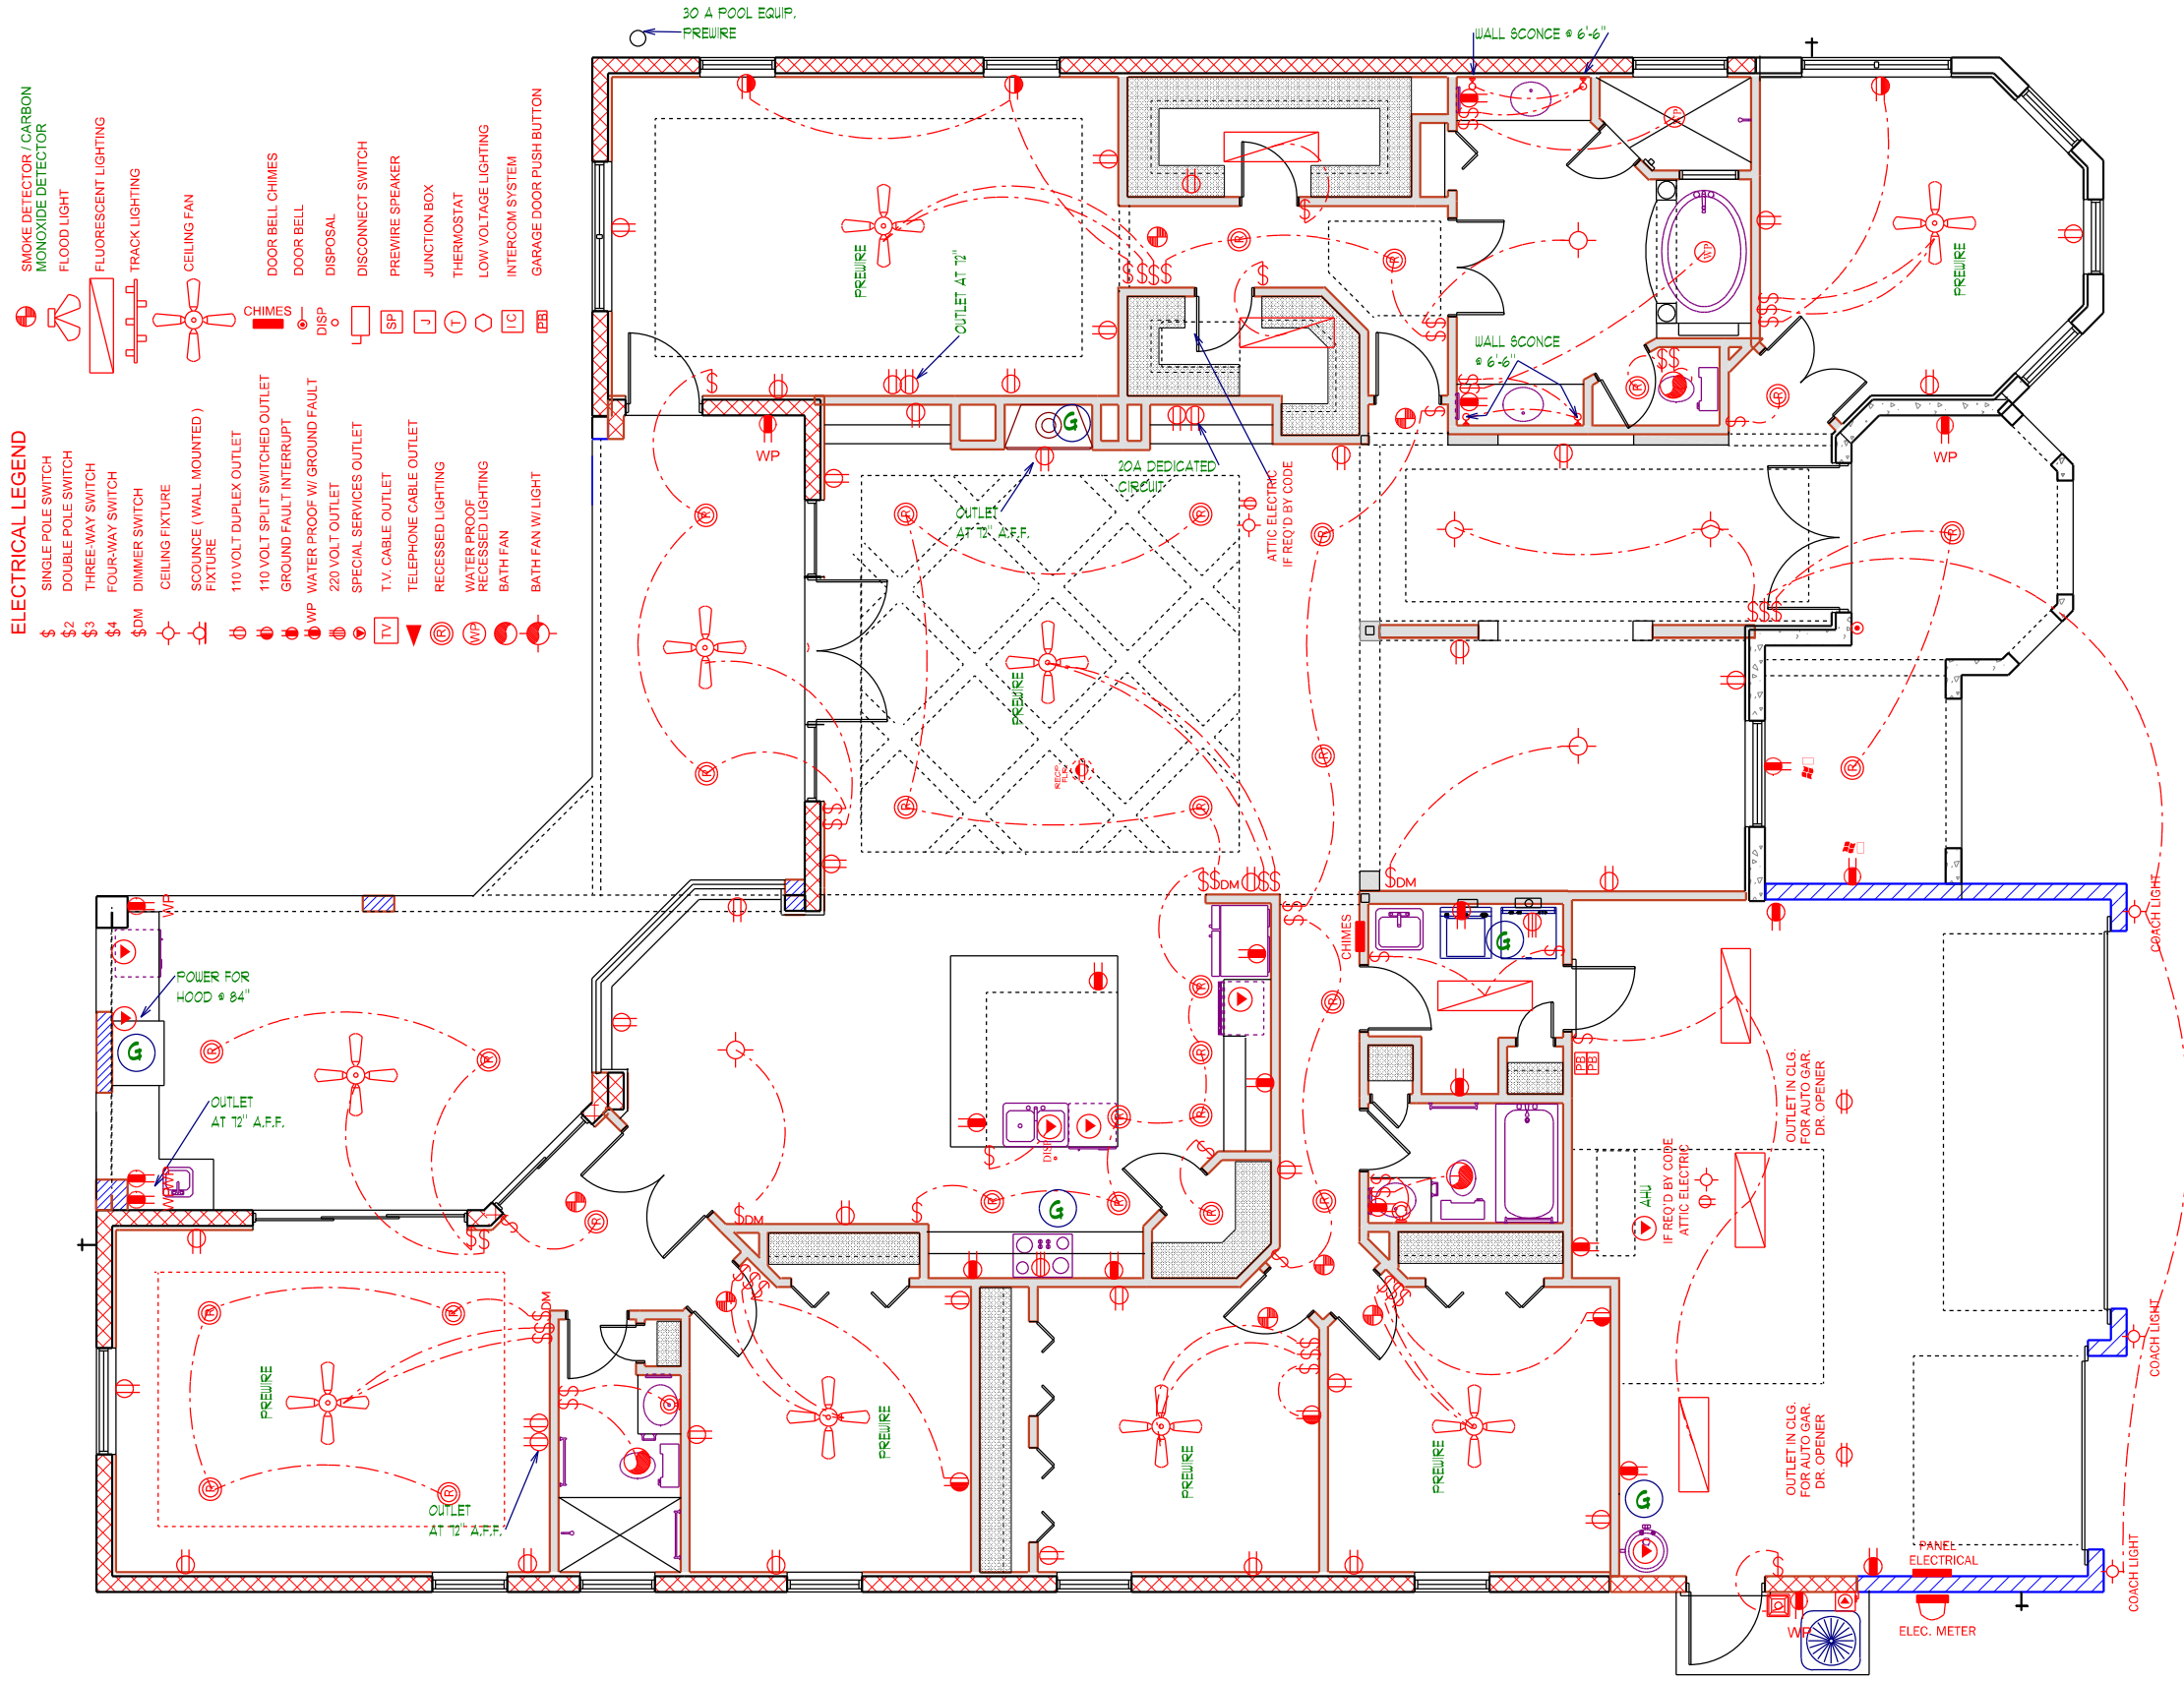 30 A POOL EQUIP.
PREWIRE
WALL SCONCE @ 6'-6"
SMOKE DETECTOR / CARBON
MONOXIDE DETECTOR
FLOOD LIGHT
FLUORESCENT LIGHTING
TRACK LIGHTING
CEILING FAN
CHIMES
DOOR BELL CHIMES
DOOR BELL
DISP
DISPOSAL
DISCONNECT SWITCH
SP
PREWIRE SPEAKER
J
JUNCTION BOX
T
THERMOSTAT
LOW VOLTAGE LIGHTING
I.C
INTERCOM SYSTEM
PB
GARAGE DOOR PUSH BUTTON
ELECTRICAL LEGEND
$ SINGLE POLE SWITCH
$2 DOUBLE POLE SWITCH
$3 THREE-WAY SWITCH
$4 FOUR-WAY SWITCH
$DM DIMMER SWITCH
CEILING FIXTURE
SCOUNCE ( WALL MOUNTED )
FIXTURE
110 VOLT DUPLEX OUTLET
110 VOLT SPLIT SWITCHED OUTLET
GROUND FAULT INTERRUPT
WP WATER PROOF W/ GROUND FAULT
220 VOLT OUTLET
SPECIAL SERVICES OUTLET
TV T.V. CABLE OUTLET
TELEPHONE CABLE OUTLET
R RECESSED LIGHTING
WP WATER PROOF
RECESSED LIGHTING
BATH FAN
BATH FAN W/ LIGHT
PREWIRE
OUTLET AT 72"
WALL SCONCE
@ 6'-6"
PREWIRE
WP
G
20A DEDICATED
CIRCUIT
OUTLET
AT 72" A.F.F.
ATTIC ELECTRIC
IF REQ'D BY CODE
WP
PREWIRE
$DM
$DM
WP
POWER FOR
HOOD @ 84"
G
OUTLET
AT 72" A.F.F.
WP
WP
CHIMES
G
COACH LIGHT
PB
PB
OUTLET IN CLG.
FOR AUTO GAR.
DR. OPENER
DISP
G
$DM
AHU
IF REQ'D BY CODE
ATTIC ELECTRIC
$DM
PREWIRE
PREWIRE
PREWIRE
PREWIRE
COACH LIGHT
OUTLET IN CLG.
FOR AUTO GAR.
DR. OPENER
OUTLET
AT 72" A.F.F.
G
PANEL
ELECTRICAL
COACH LIGHT
WP
ELEC. METER